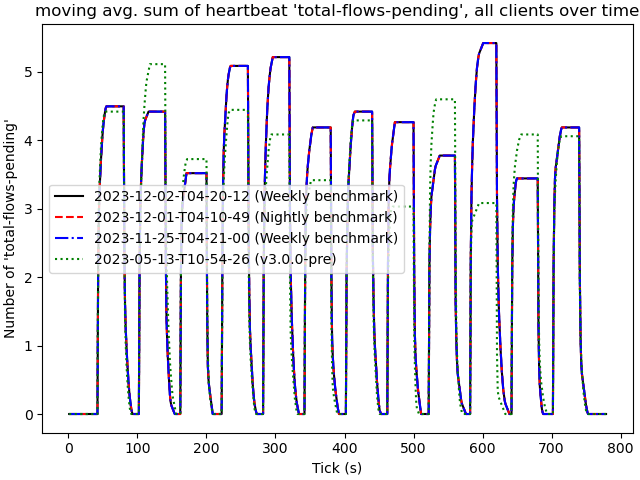 moving avg. sum of heartbeat 'total-flows-pending', all clients over time
Number of 'total-flows-pending'
5
4
3
2
1
0
2023-12-02-T04-20-12 (Weekly benchmark)
2023-12-01-T04-10-49 (Nightly benchmark)
2023-11-25-T04-21-00 (Weekly benchmark)
2023-05-13-T10-54-26 (v3.0.0-pre)
0 100 200 300 400 500 600 700 800
Tick (s)